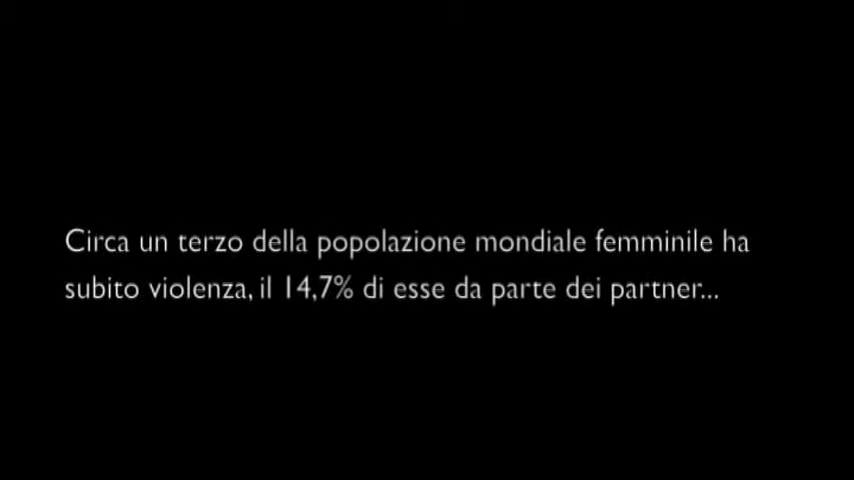 Circa un terzo della popolazione mondiale femminile ha
subito violenza, il 14,7% di esse da parte dei partner...